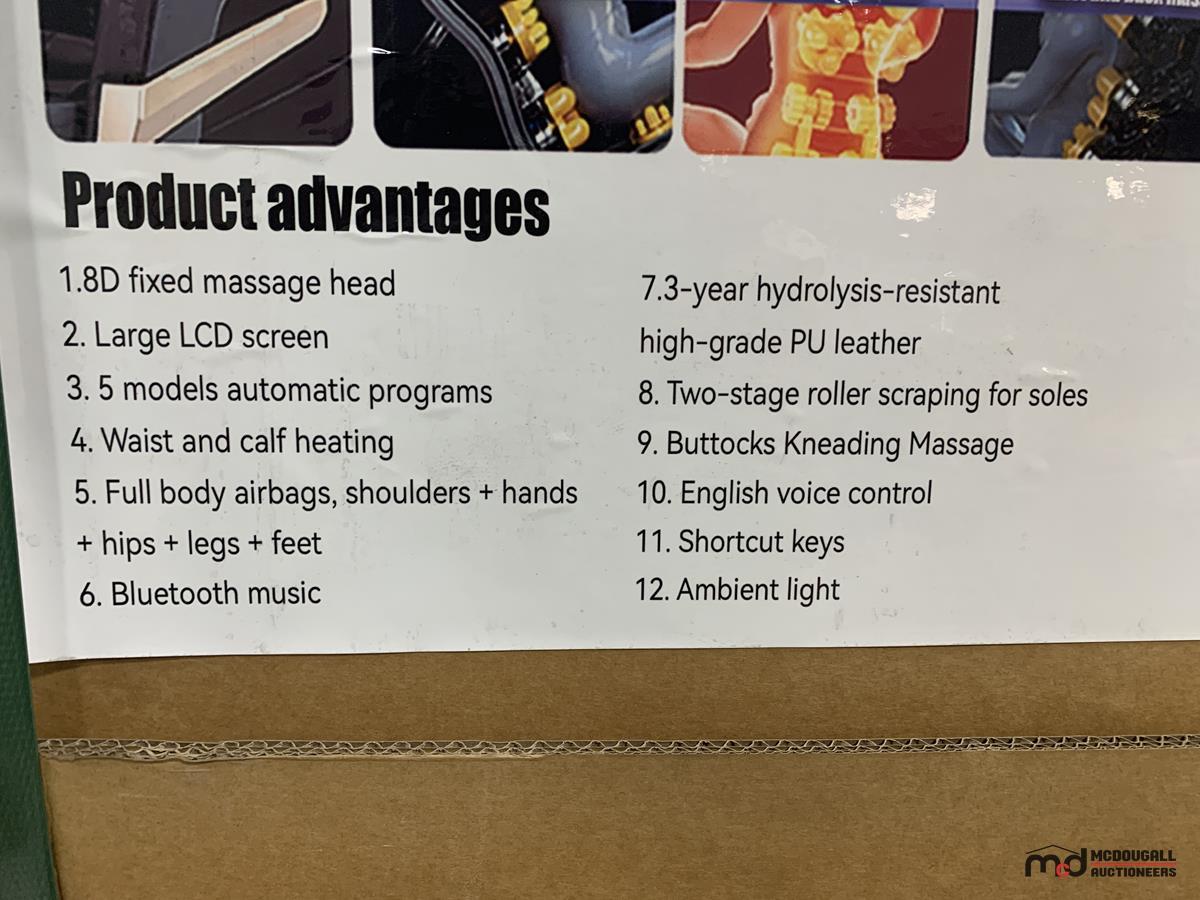 Product advantages
1.8D fixed massage head
2. Large LCD screen
3. 5 models automatic programs
4. Waist and calf heating
5. Full body airbags, shoulders + hands
+ hips + legs + feet
6. Bluetooth music
7.3-year hydrolysis-resistant
high-grade PU leather
8. Two-stage roller scraping for soles
9. Buttocks Kneading Massage
10. English voice control
11. Shortcut keys
12. Ambient light
mcd MCDOUGALL
AUCTIONEERS